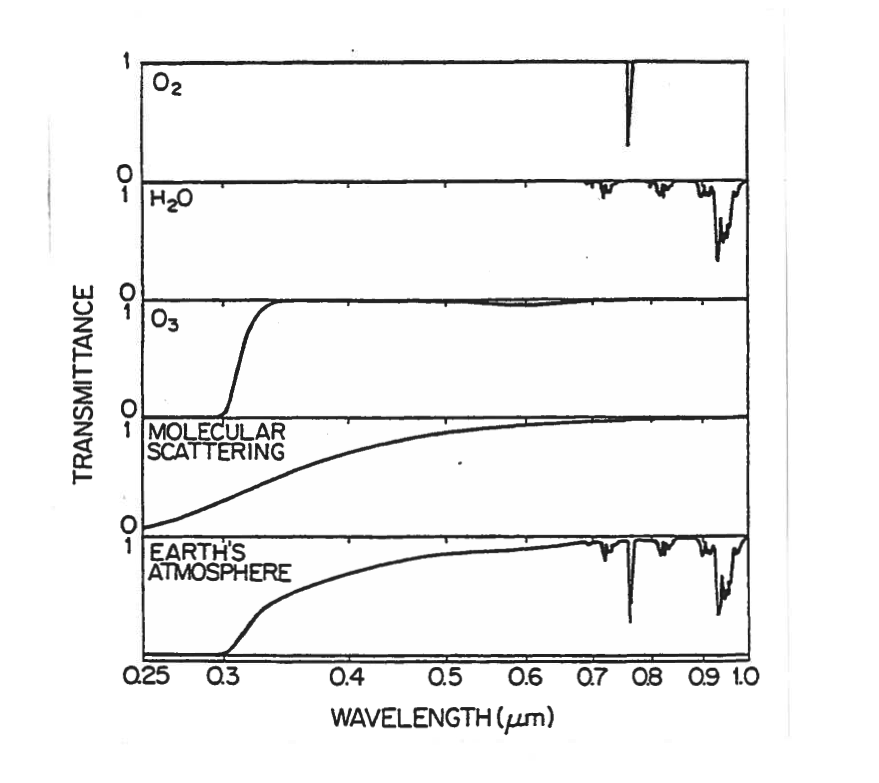 1
O₂
0
1
H₂O
0
1
O₃
0
1
MOLECULAR
SCATTERING
0
1
EARTH'S
ATMOSPHERE
TRANSMITTANCE
0.25 0.3 0.4 0.5 0.6 0.7 0.8 0.9 1.0
WAVELENGTH (μm)